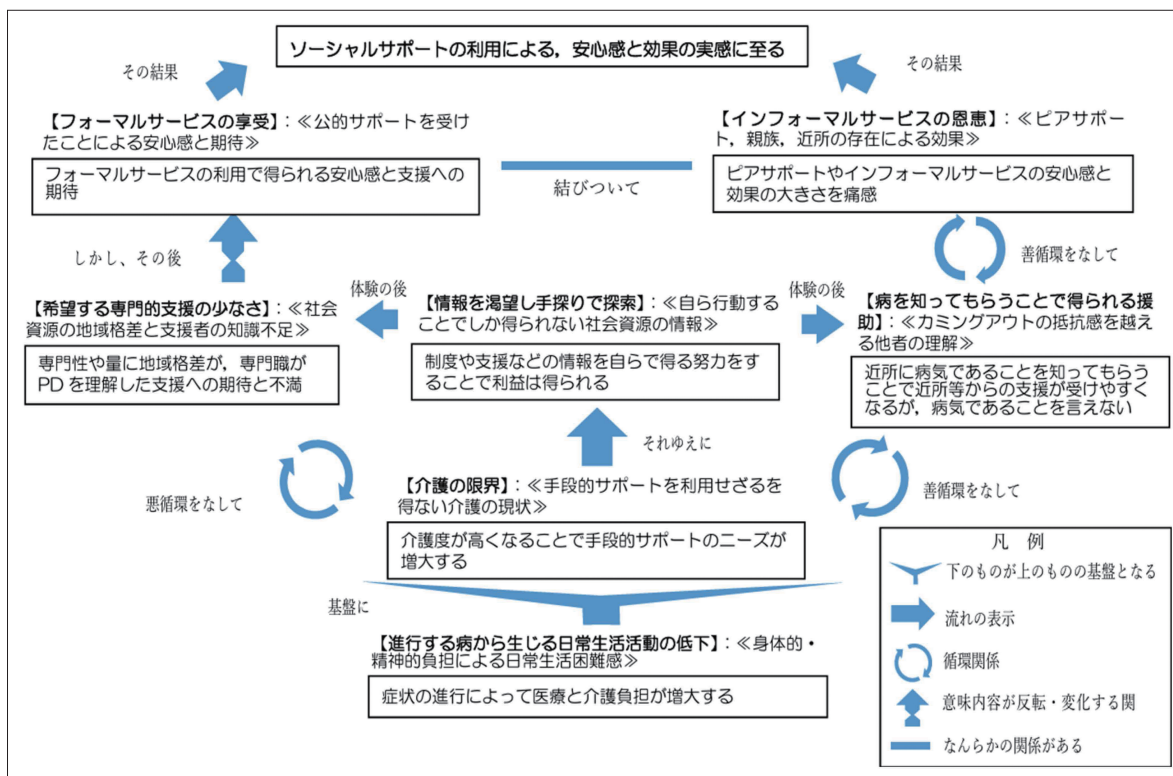 ソーシャルサポートの利用による，安心感と効果の実感に至る
その結果
その結果
【フォーマルサービスの享受】：≪公的サポートを受け
たことによる安心感と期待≫
フォーマルサービスの利用で得られる安心感と支援への
期待
結びついて
【インフォーマルサービスの恩恵】：≪ピアサポー
ト，親族，近所の存在による効果≫
ピアサポートやインフォーマルサービスの安心感と
効果の大きさを痛感
しかし、その後
善循環をなして
【希望する専門的支援の少なさ】：≪社会
資源の地域格差と支援者の知識不足≫
専門性や量に地域格差が，専門職が
PDを理解した支援への期待と不満
体験の後
【情報を渇望し手探りで探索】：≪自ら行動する
ことでしか得られない社会資源の情報≫
制度や支援などの情報を自らで得る努力をす
ることで利益は得られる
体験の後
【病を知ってもらうことで得られる援
助】：≪カミングアウトの抵抗感を越え
る他者の理解≫
近所に病気であることを知ってもらう
ことで近所等からの支援が受けやすく
なるが，病気であることを言えない
それゆえに
悪循環をなして
【介護の限界】：≪手段的サポートを利用せざるを
得ない介護の現状≫
介護度が高くなることで手段的サポートのニーズが
増大する
善循環をなして
基盤に
【進行する病から生じる日常生活活動の低下】：≪身体的・
精神的負担による日常生活困難感≫
症状の進行によって医療と介護負担が増大する
凡　例
下のものが上のものの基盤となる
流れの表示
循環関係
意味内容が反転・変化する関
なんらかの関係がある